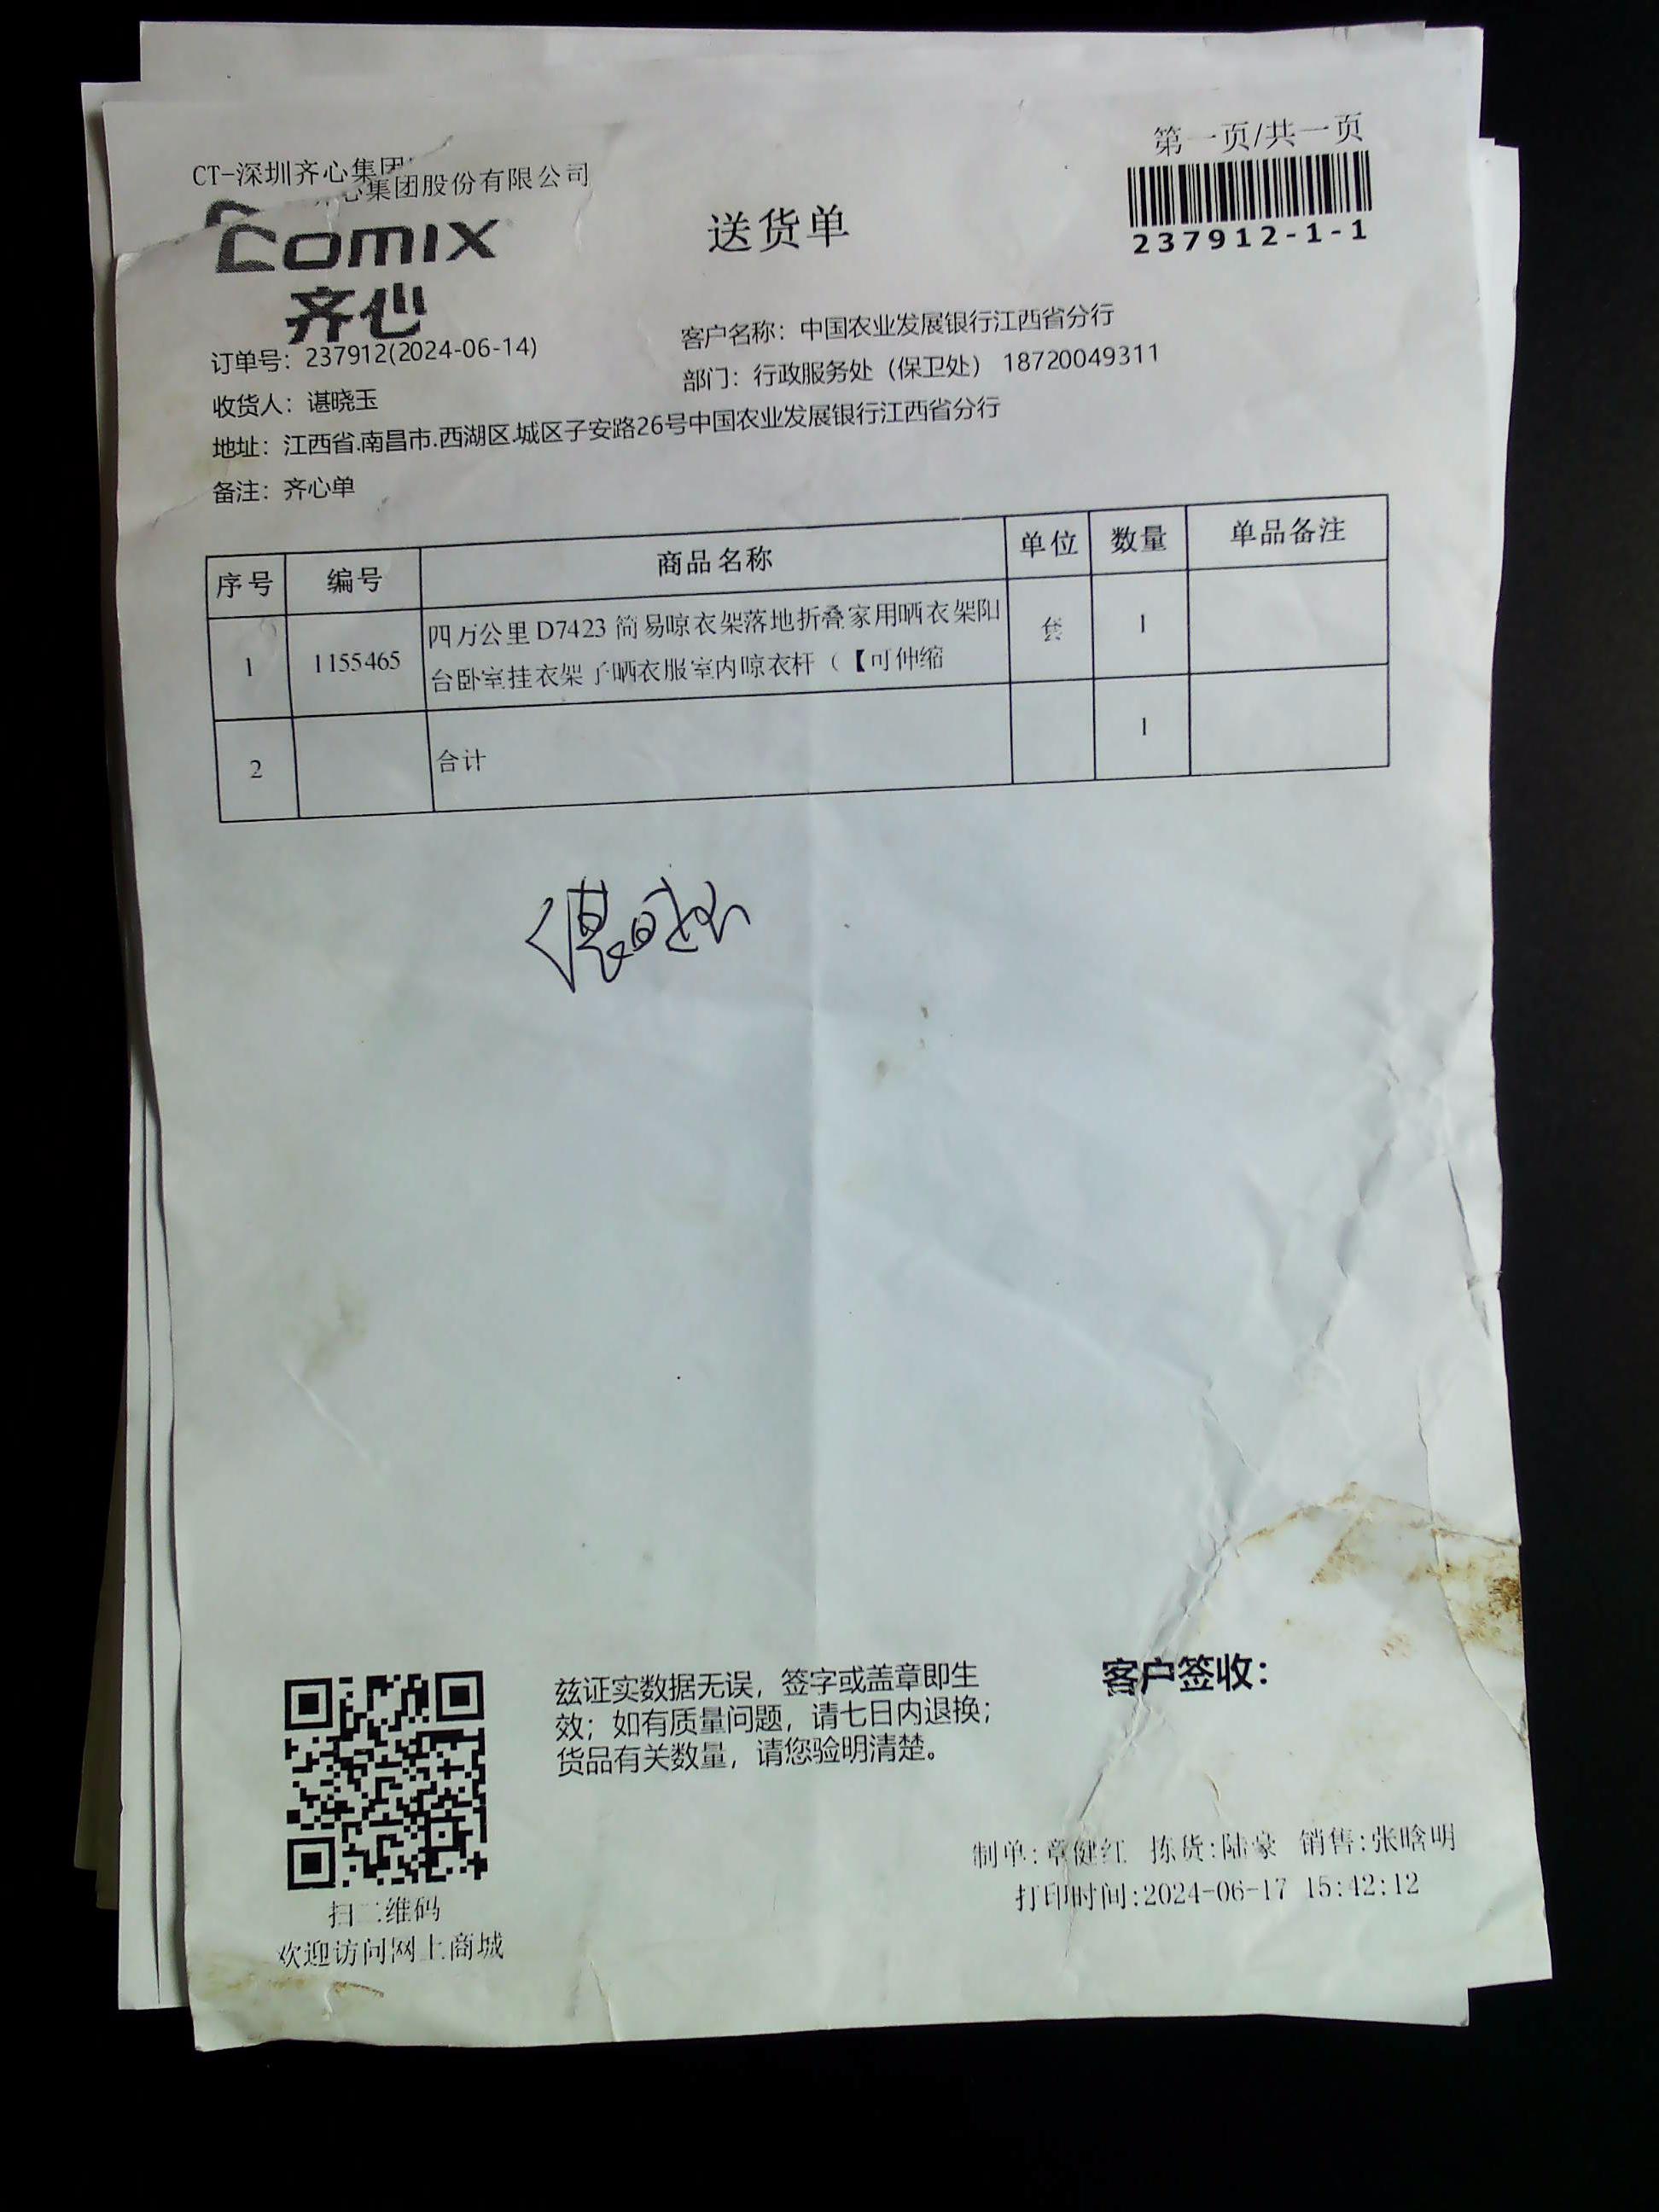 第一页/共一页
CT-深圳齐心集团
心集团股份有限公司
comix
齐心
送货单
237912-1-1
订单号：237912(2024-06-14)
客户名称：中国农业发展银行江西省分行
收货人：谌晓玉
部门：行政服务处（保卫处） 18720049311
地址：江西省.南昌市.西湖区.城区子安路26号中国农业发展银行江西省分行
备注：齐心单
序号 编号 商品名称 单位 数量 单品备注
1 1155465 四万公里 D7423 简易晾衣架落地折叠家用晒衣架阳 套 1
台卧室挂衣架子晒衣服室内晾衣杆（【可伸缩
2 合计 1
谌晓玉
兹证实数据无误，签字或盖章即生
效；如有质量问题，请七日内退换；
货品有关数量，请您验明清楚。
客户签收：
制单:章健红 拣货:陆豪 销售:张晗明
打印时间:2024-06-17 15:42:12
扫二维码
欢迎访问网上商城